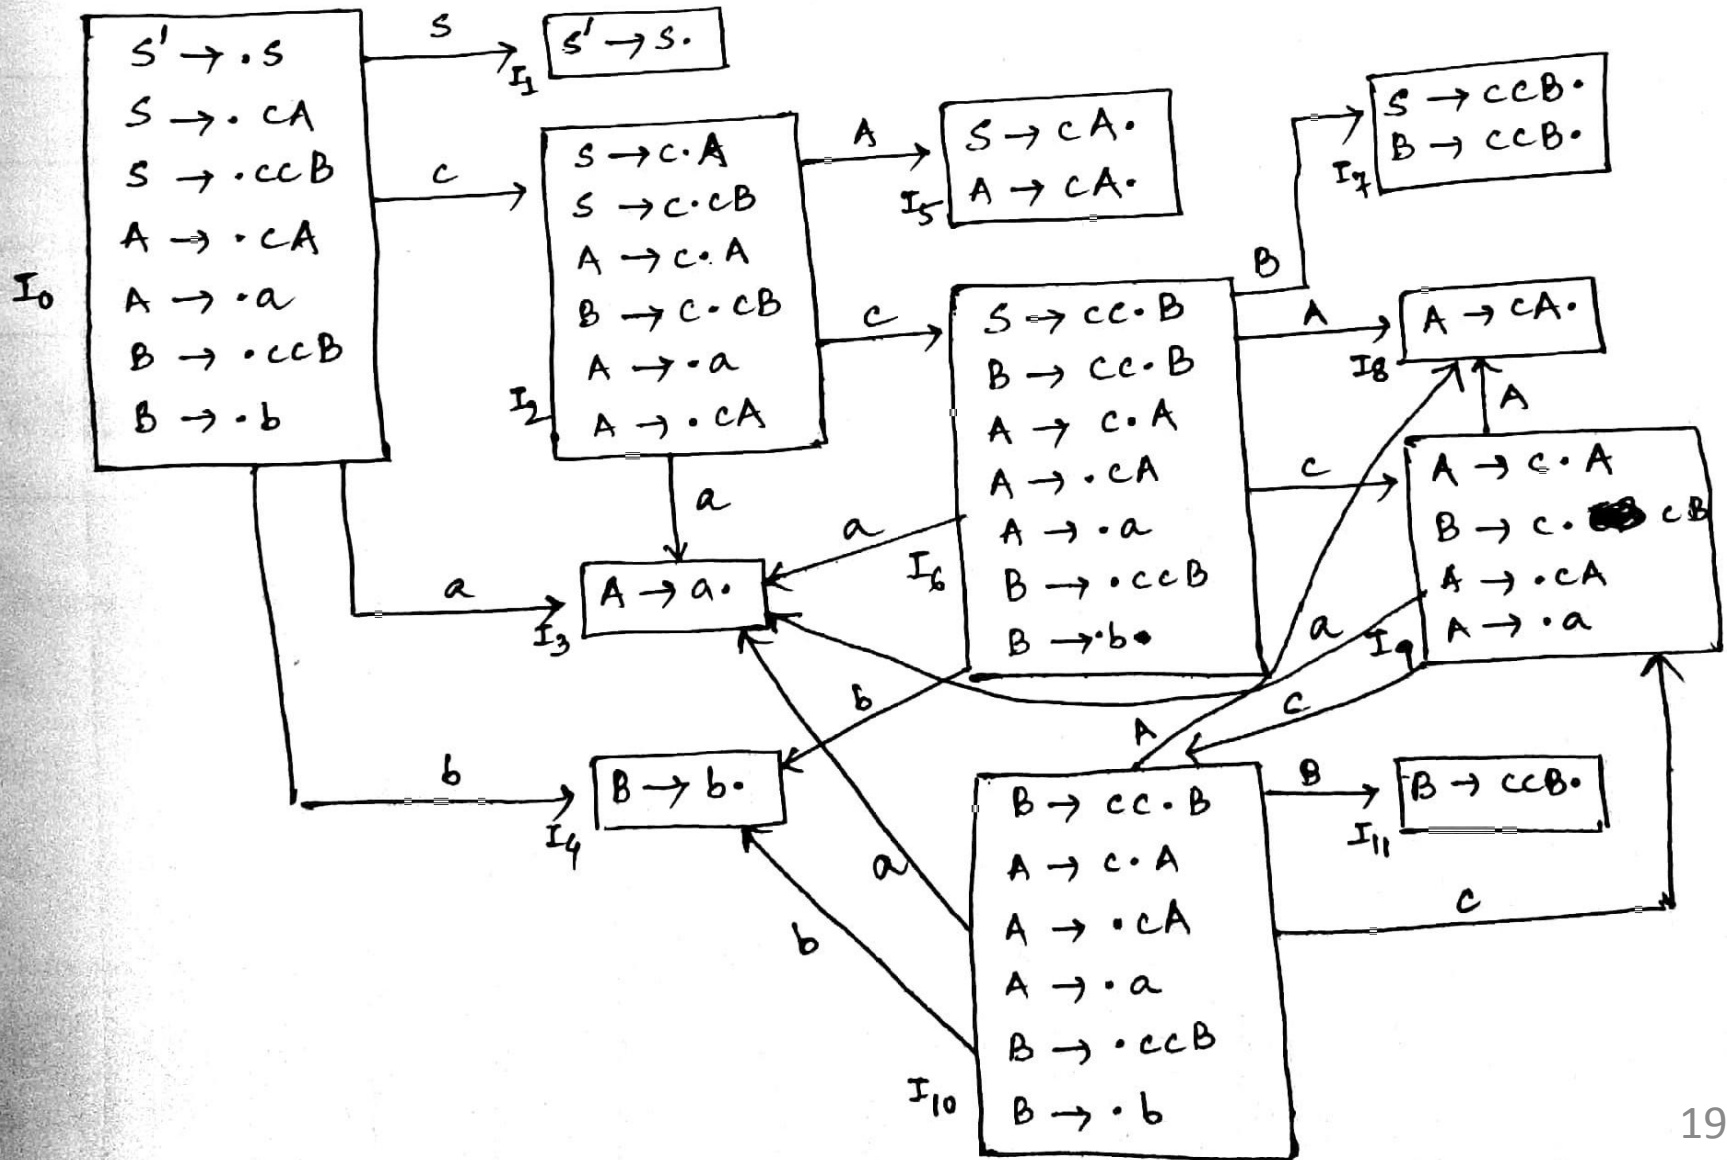 S' → .S
S → . cA
S → .ccB
A → .cA
A → .a
B → .ccB
B → .b
I0
S
I1
S' → S.
c
I2
S → c.A
S → c.cB
A → c.A
B → c.cB
A → .a
A → .cA
A
I5
S → cA.
A → cA.
c
I6
S → cc.B
B → cc.B
A → c.A
A → .cA
A → .a
B → .ccB
B → .b.
B
I7
S → ccB.
B → ccB.
A
I8
A → cA.
A
c
I9
A → c.A
B → c. cB
A → .cA
A → .a
a
a
a
a
I3
A → a.
b
b
I4
B → b.
a
b
A
c
I10
B → cc.B
A → c.A
A → .cA
A → .a
B → .ccB
B → .b
B
I11
B → ccB.
c
19